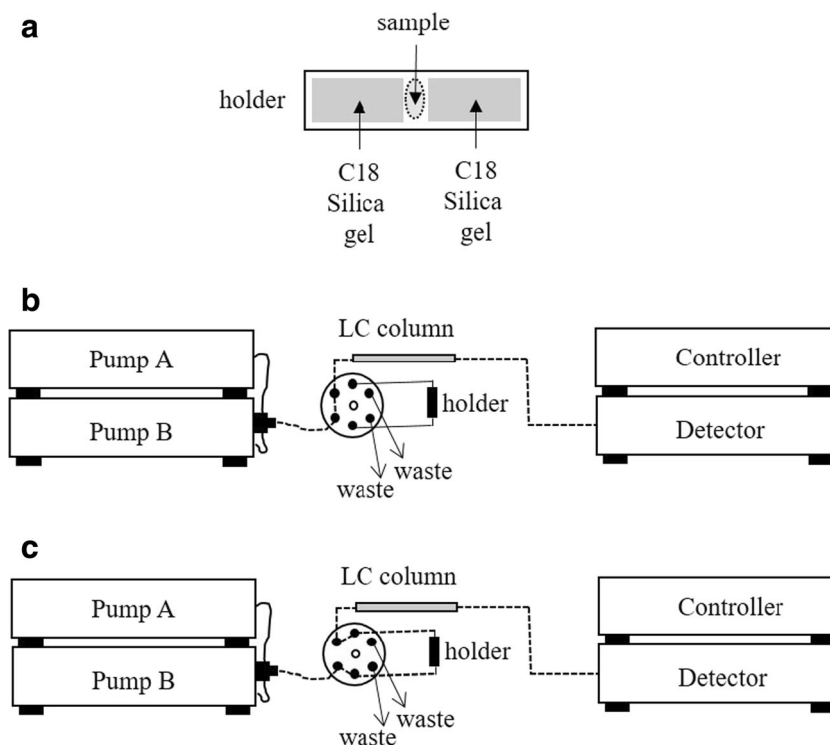 a
sample
holder
C18
Silica
gel
C18
Silica
gel
b
LC column
Pump A
Controller
holder
Pump B
Detector
waste
waste
c
LC column
Pump A
Controller
holder
Pump B
Detector
waste
waste